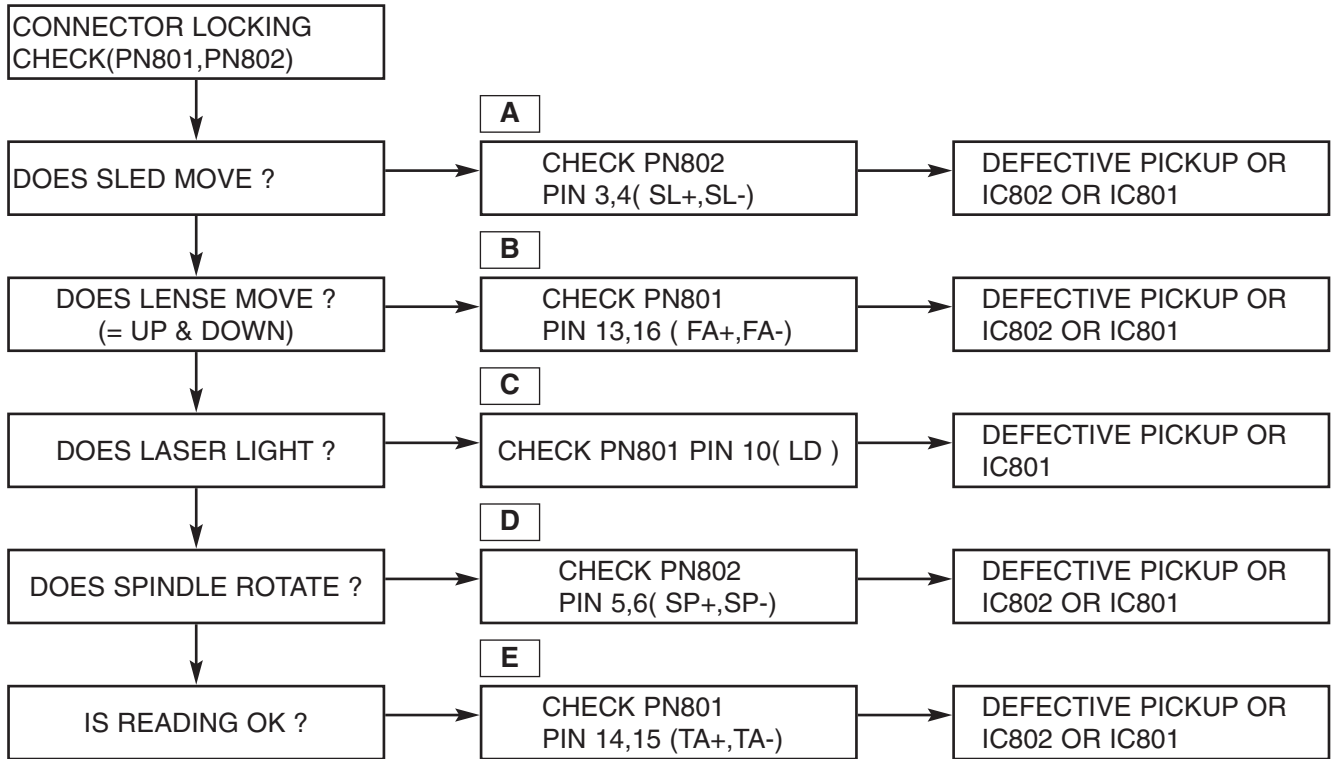 CONNECTOR LOCKING
CHECK(PN801,PN802)
A
DOES SLED MOVE ?
CHECK PN802
PIN 3,4( SL+,SL-)
DEFECTIVE PICKUP OR
IC802 OR IC801
B
DOES LENSE MOVE ?
(= UP & DOWN)
CHECK PN801
PIN 13,16 ( FA+,FA-)
DEFECTIVE PICKUP OR
IC802 OR IC801
C
DOES LASER LIGHT ?
CHECK PN801 PIN 10( LD )
DEFECTIVE PICKUP OR
IC801
D
DOES SPINDLE ROTATE ?
CHECK PN802
PIN 5,6( SP+,SP-)
DEFECTIVE PICKUP OR
IC802 OR IC801
E
IS READING OK ?
CHECK PN801
PIN 14,15 (TA+,TA-)
DEFECTIVE PICKUP OR
IC802 OR IC801